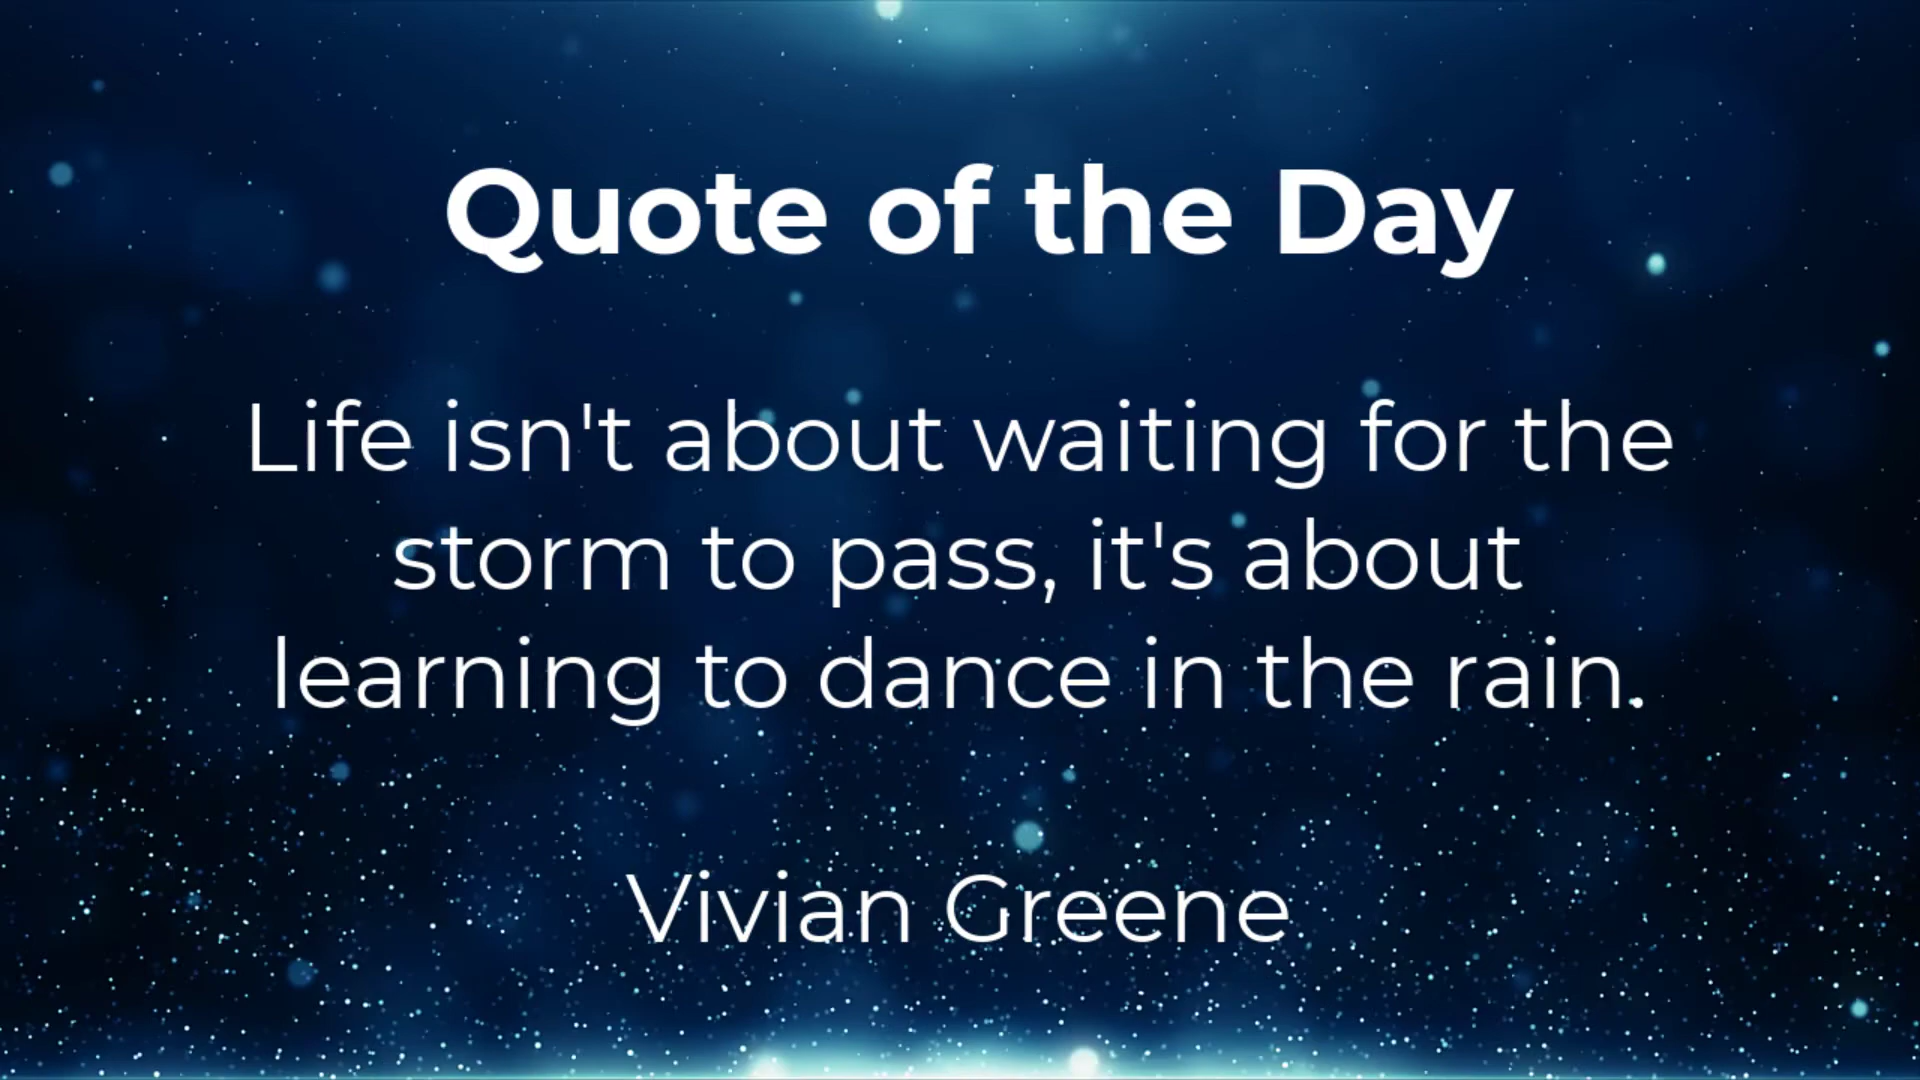 Quote of the Day
Life isn't about waiting for the
storm to pass, it's about
learning to dance in the rain.
Vivian Greene